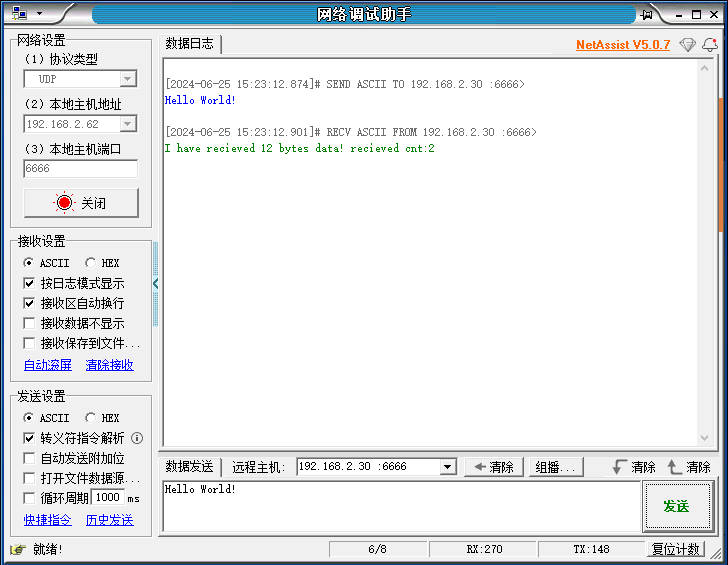 网络调试助手
网络设置
(1) 协议类型
UDP
(2) 本地主机地址
192.168.2.62
(3) 本地主机端口
6666
关闭
接收设置
ASCII HEX
按日志模式显示
接收区自动换行
接收数据不显示
接收保存到文件...
自动滚屏 清除接收
发送设置
ASCII HEX
转义符指令解析
自动发送附加位
打开文件数据源...
循环周期 1000 ms
快捷指令 历史发送
数据日志
NetAssist V5.0.7
[2024-06-25 15:23:12.874]# SEND ASCII TO 192.168.2.30 :6666>
Hello World!
[2024-06-25 15:23:12.901]# RECV ASCII FROM 192.168.2.30 :6666>
I have recieved 12 bytes data! recieved cnt:2
数据发送 远程主机: 192.168.2.30 :6666 清除 组播... 清除 清除
Hello World!
发送
就绪! 6/8 RX:270 TX:148 复位计数